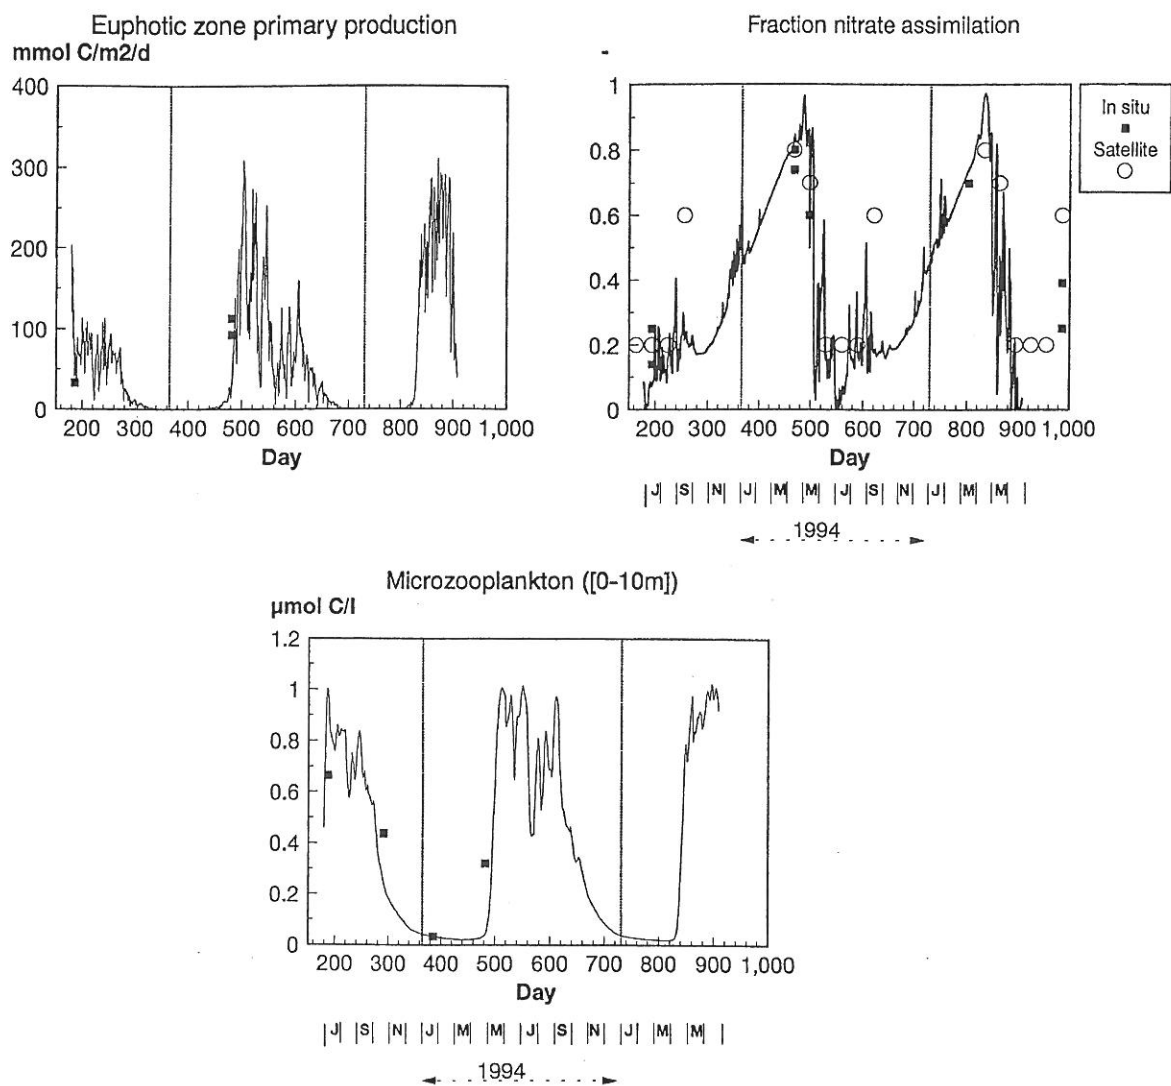 Euphotic zone primary production
mmol C/m2/d
400
300
200
100
0
200 300 400 500 600 700 800 900 1,000
Day
Fraction nitrate assimilation
-
1
0.8
0.6
0.4
0.2
0
200 300 400 500 600 700 800 900 1,000
Day
J S N J M M J S N J M M
1994
In situ
Satellite
Microzooplankton ([0-10m])
µmol C/l
1.2
1
0.8
0.6
0.4
0.2
0
200 300 400 500 600 700 800 900 1,000
Day
J S N J M M J S N J M M
1994